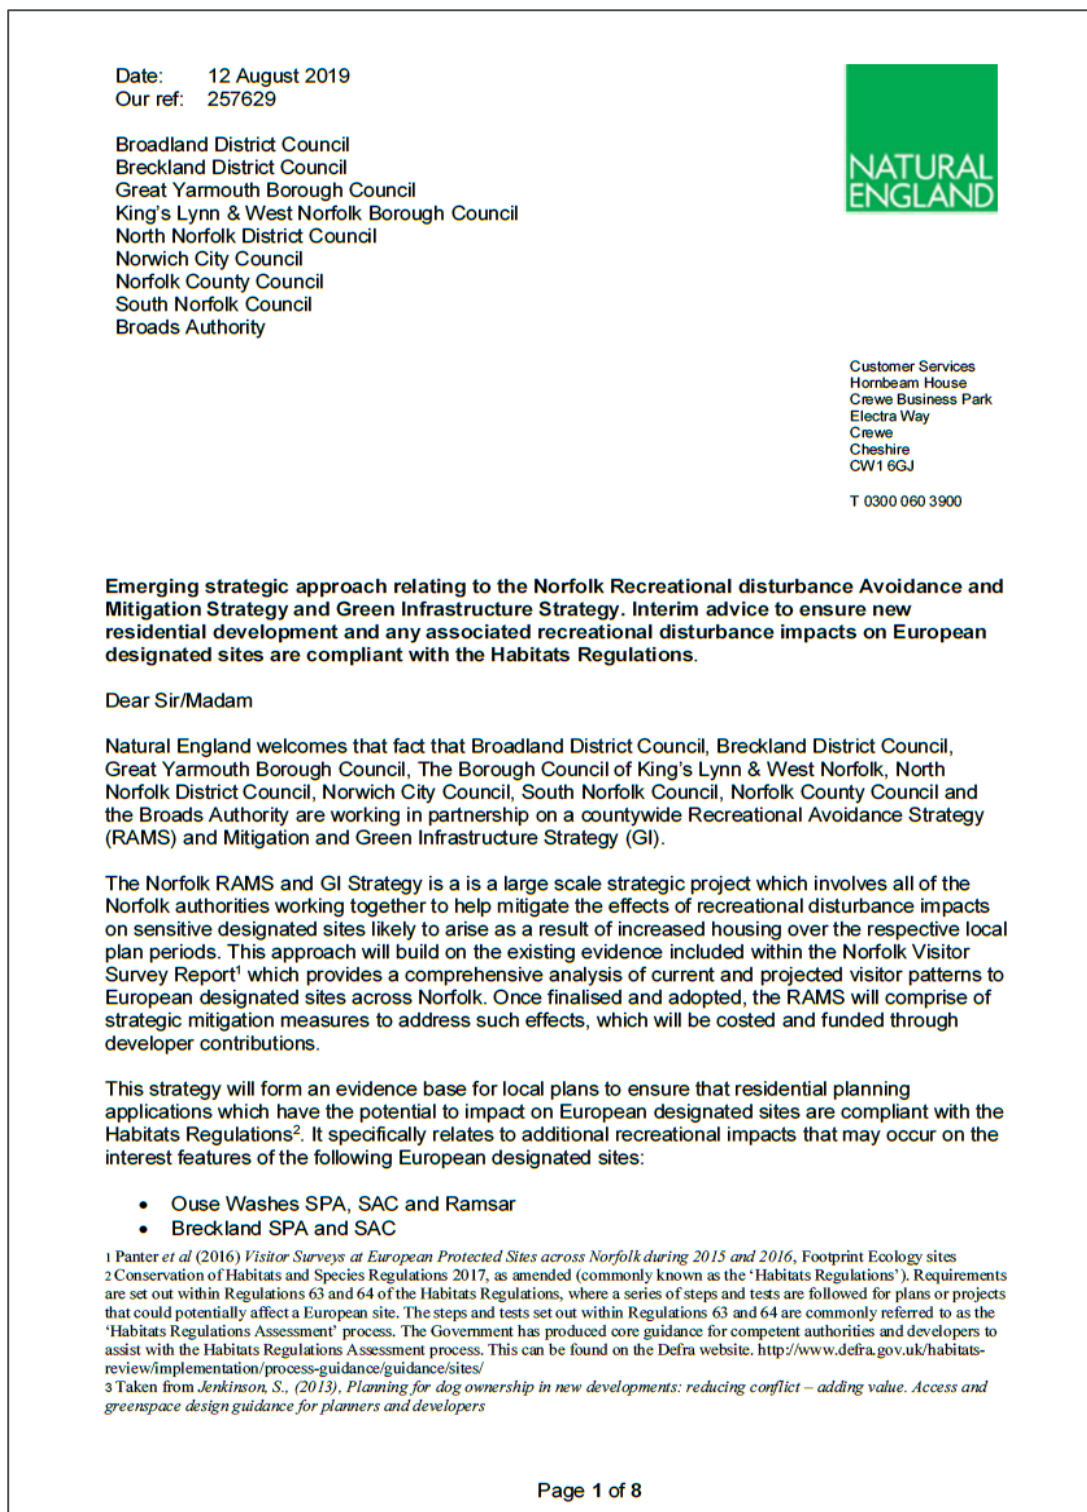 Date: 12 August 2019
Our ref: 257629
Broadland District Council
Breckland District Council
Great Yarmouth Borough Council
King's Lynn & West Norfolk Borough Council
North Norfolk District Council
Norwich City Council
Norfolk County Council
South Norfolk Council
Broads Authority
NATURAL
ENGLAND
Customer Services
Hornbeam House
Crewe Business Park
Electra Way
Crewe
Cheshire
CW1 6GJ
T 0300 060 3900
Emerging strategic approach relating to the Norfolk Recreational disturbance Avoidance and
Mitigation Strategy and Green Infrastructure Strategy. Interim advice to ensure new
residential development and any associated recreational disturbance impacts on European
designated sites are compliant with the Habitats Regulations.
Dear Sir/Madam
Natural England welcomes that fact that Broadland District Council, Breckland District Council,
Great Yarmouth Borough Council, The Borough Council of King's Lynn & West Norfolk, North
Norfolk District Council, Norwich City Council, South Norfolk Council, Norfolk County Council and
the Broads Authority are working in partnership on a countywide Recreational Avoidance Strategy
(RAMS) and Mitigation and Green Infrastructure Strategy (GI).
The Norfolk RAMS and GI Strategy is a is a large scale strategic project which involves all of the
Norfolk authorities working together to help mitigate the effects of recreational disturbance impacts
on sensitive designated sites likely to arise as a result of increased housing over the respective local
plan periods. This approach will build on the existing evidence included within the Norfolk Visitor
Survey Report¹ which provides a comprehensive analysis of current and projected visitor patterns to
European designated sites across Norfolk. Once finalised and adopted, the RAMS will comprise of
strategic mitigation measures to address such effects, which will be costed and funded through
developer contributions.
This strategy will form an evidence base for local plans to ensure that residential planning
applications which have the potential to impact on European designated sites are compliant with the
Habitats Regulations². It specifically relates to additional recreational impacts that may occur on the
interest features of the following European designated sites:
• Ouse Washes SPA, SAC and Ramsar
• Breckland SPA and SAC
1 Panter et al (2016) Visitor Surveys at European Protected Sites across Norfolk during 2015 and 2016, Footprint Ecology sites
2 Conservation of Habitats and Species Regulations 2017, as amended (commonly known as the 'Habitats Regulations'). Requirements
are set out within Regulations 63 and 64 of the Habitats Regulations, where a series of steps and tests are followed for plans or projects
that could potentially affect a European site. The steps and tests set out within Regulations 63 and 64 are commonly referred to as the
'Habitats Regulations Assessment' process. The Government has produced core guidance for competent authorities and developers to
assist with the Habitats Regulations Assessment process. This can be found on the Defra website. http://www.defra.gov.uk/habitats-
review/implementation/process-guidance/guidance/sites/
3 Taken from Jenkinson, S., (2013), Planning for dog ownership in new developments: reducing conflict – adding value. Access and
greenspace design guidance for planners and developers
Page 1 of 8